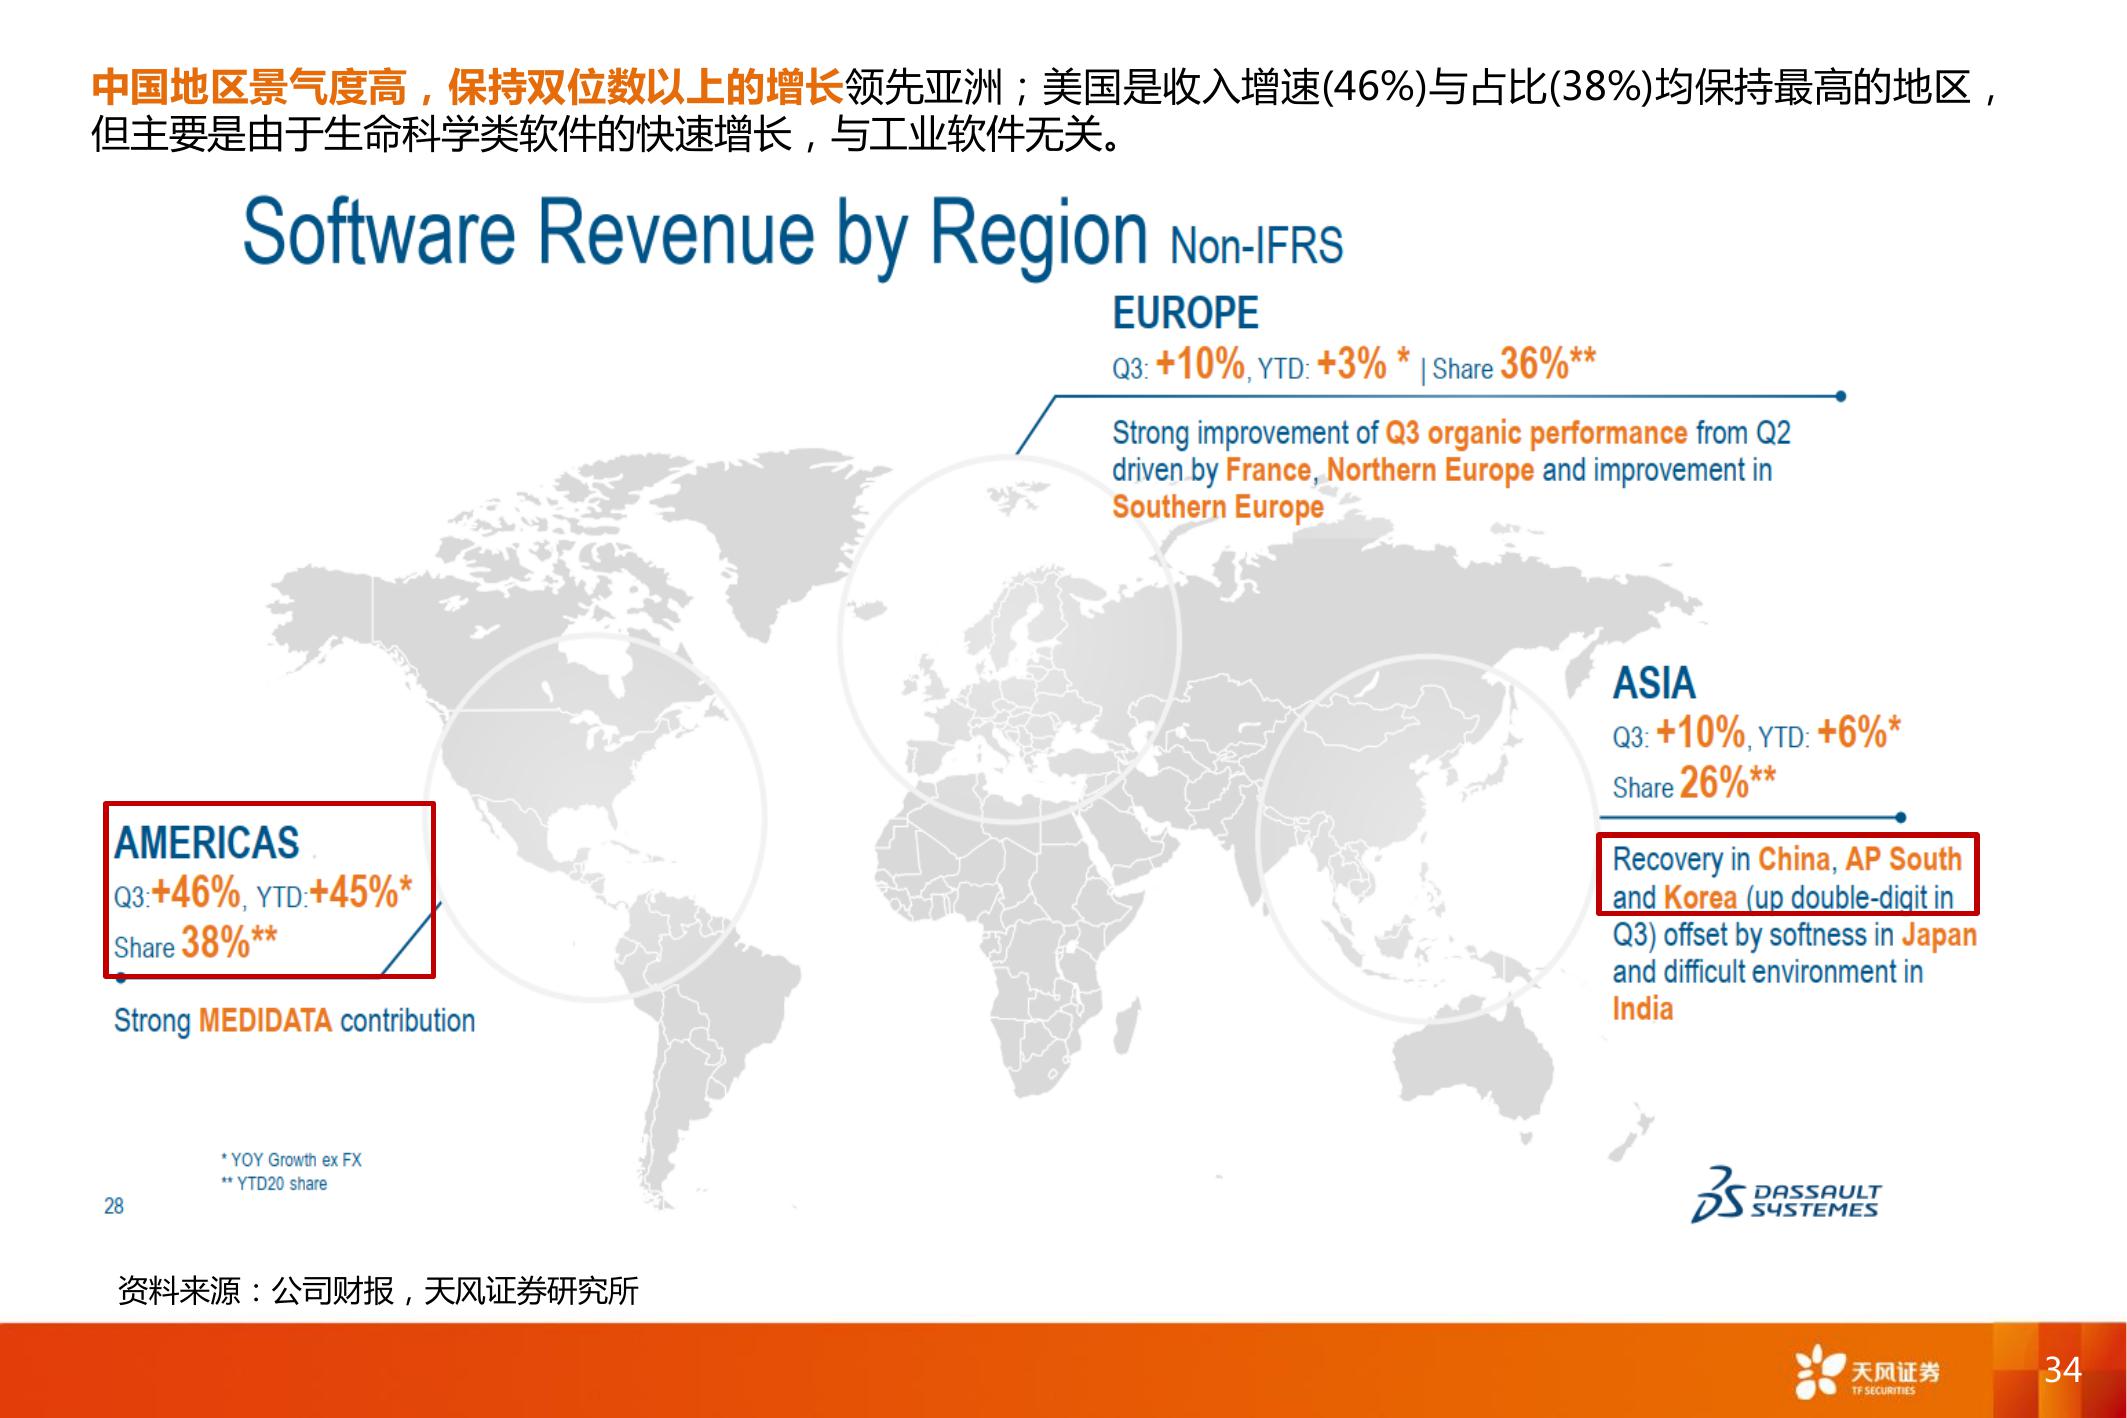 中国地区景气度高，保持双位数以上的增长领先亚洲；美国是收入增速(46%)与占比(38%)均保持最高的地区，
但主要是由于生命科学类软件的快速增长，与工业软件无关。
Software Revenue by Region Non-IFRS
EUROPE
Q3: +10%, YTD: +3% * | Share 36%**
Strong improvement of Q3 organic performance from Q2
driven by France, Northern Europe and improvement in
Southern Europe
ASIA
Q3: +10%, YTD: +6%*
Share 26%**
Recovery in China, AP South
and Korea (up double-digit in
Q3) offset by softness in Japan
and difficult environment in
India
AMERICAS
Q3:+46%, YTD:+45%*
Share 38%**
Strong MEDIDATA contribution
* YOY Growth ex FX
** YTD20 share
28
DASSAULT
SYSTEMES
资料来源：公司财报，天风证券研究所
天风证券
TF SECURITIES
34